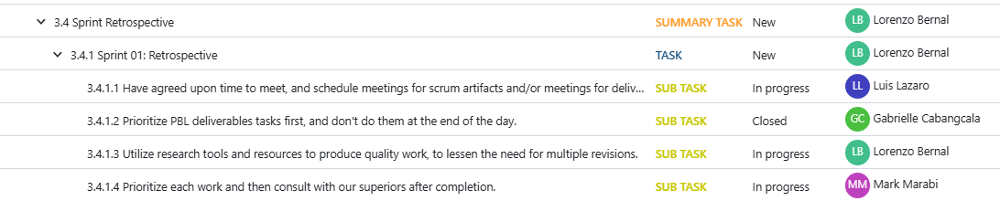 3.4 Sprint Retrospective SUMMARY TASK New LB Lorenzo Bernal
3.4.1 Sprint 01: Retrospective TASK New LB Lorenzo Bernal
3.4.1.1 Have agreed upon time to meet, and schedule meetings for scrum artifacts and/or meetings for deliv... SUB TASK In progress LL Luis Lazaro
3.4.1.2 Prioritize PBL deliverables tasks first, and don't do them at the end of the day. SUB TASK Closed GC Gabrielle Cabangcala
3.4.1.3 Utilize research tools and resources to produce quality work, to lessen the need for multiple revisions. SUB TASK In progress LB Lorenzo Bernal
3.4.1.4 Prioritize each work and then consult with our superiors after completion. SUB TASK In progress MM Mark Marabi